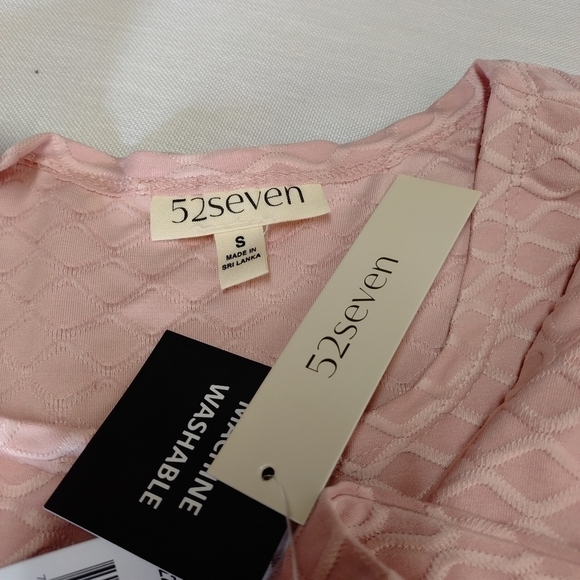 52seven
S
MADE IN
SRI LANKA
52seven
MACHINE
WASHABLE